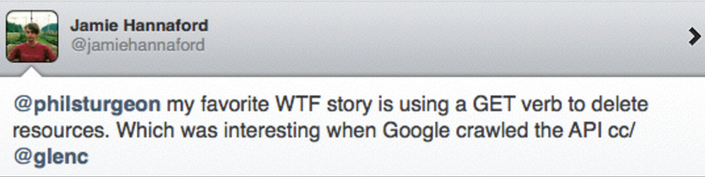 Jamie Hannaford
@jamiehannaford
@philsturgeon my favorite WTF story is using a GET verb to delete
resources. Which was interesting when Google crawled the API cc/
@glenc